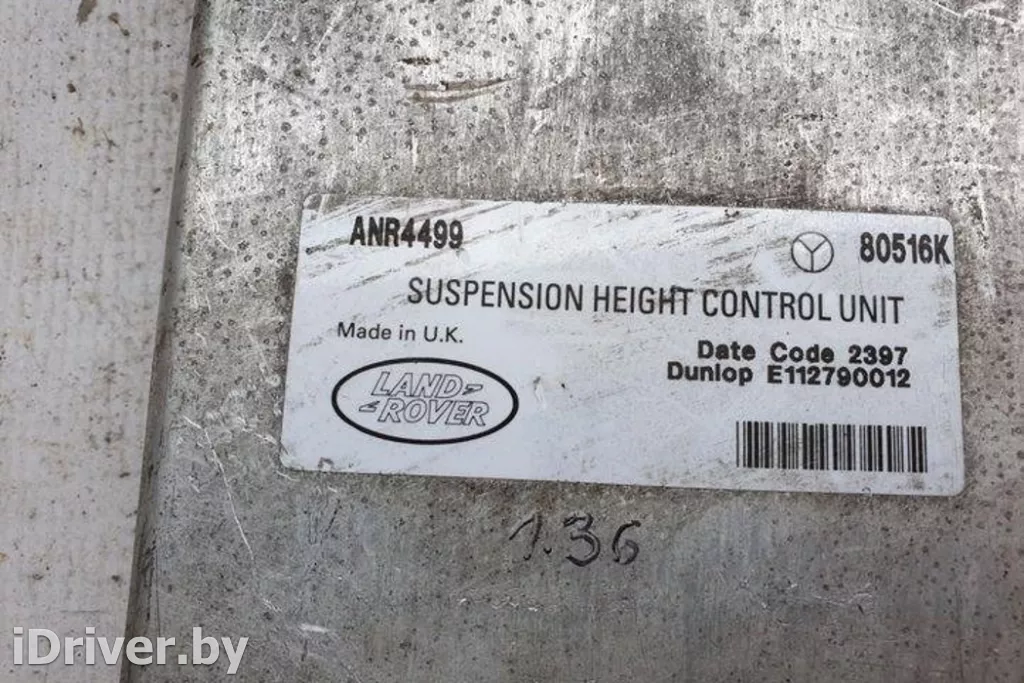 ANR4499 80516K
SUSPENSION HEIGHT CONTROL UNIT
Made in U.K.
Date Code 2397
Dunlop E112790012
LAND
ROVER
1.36
iDriver.by